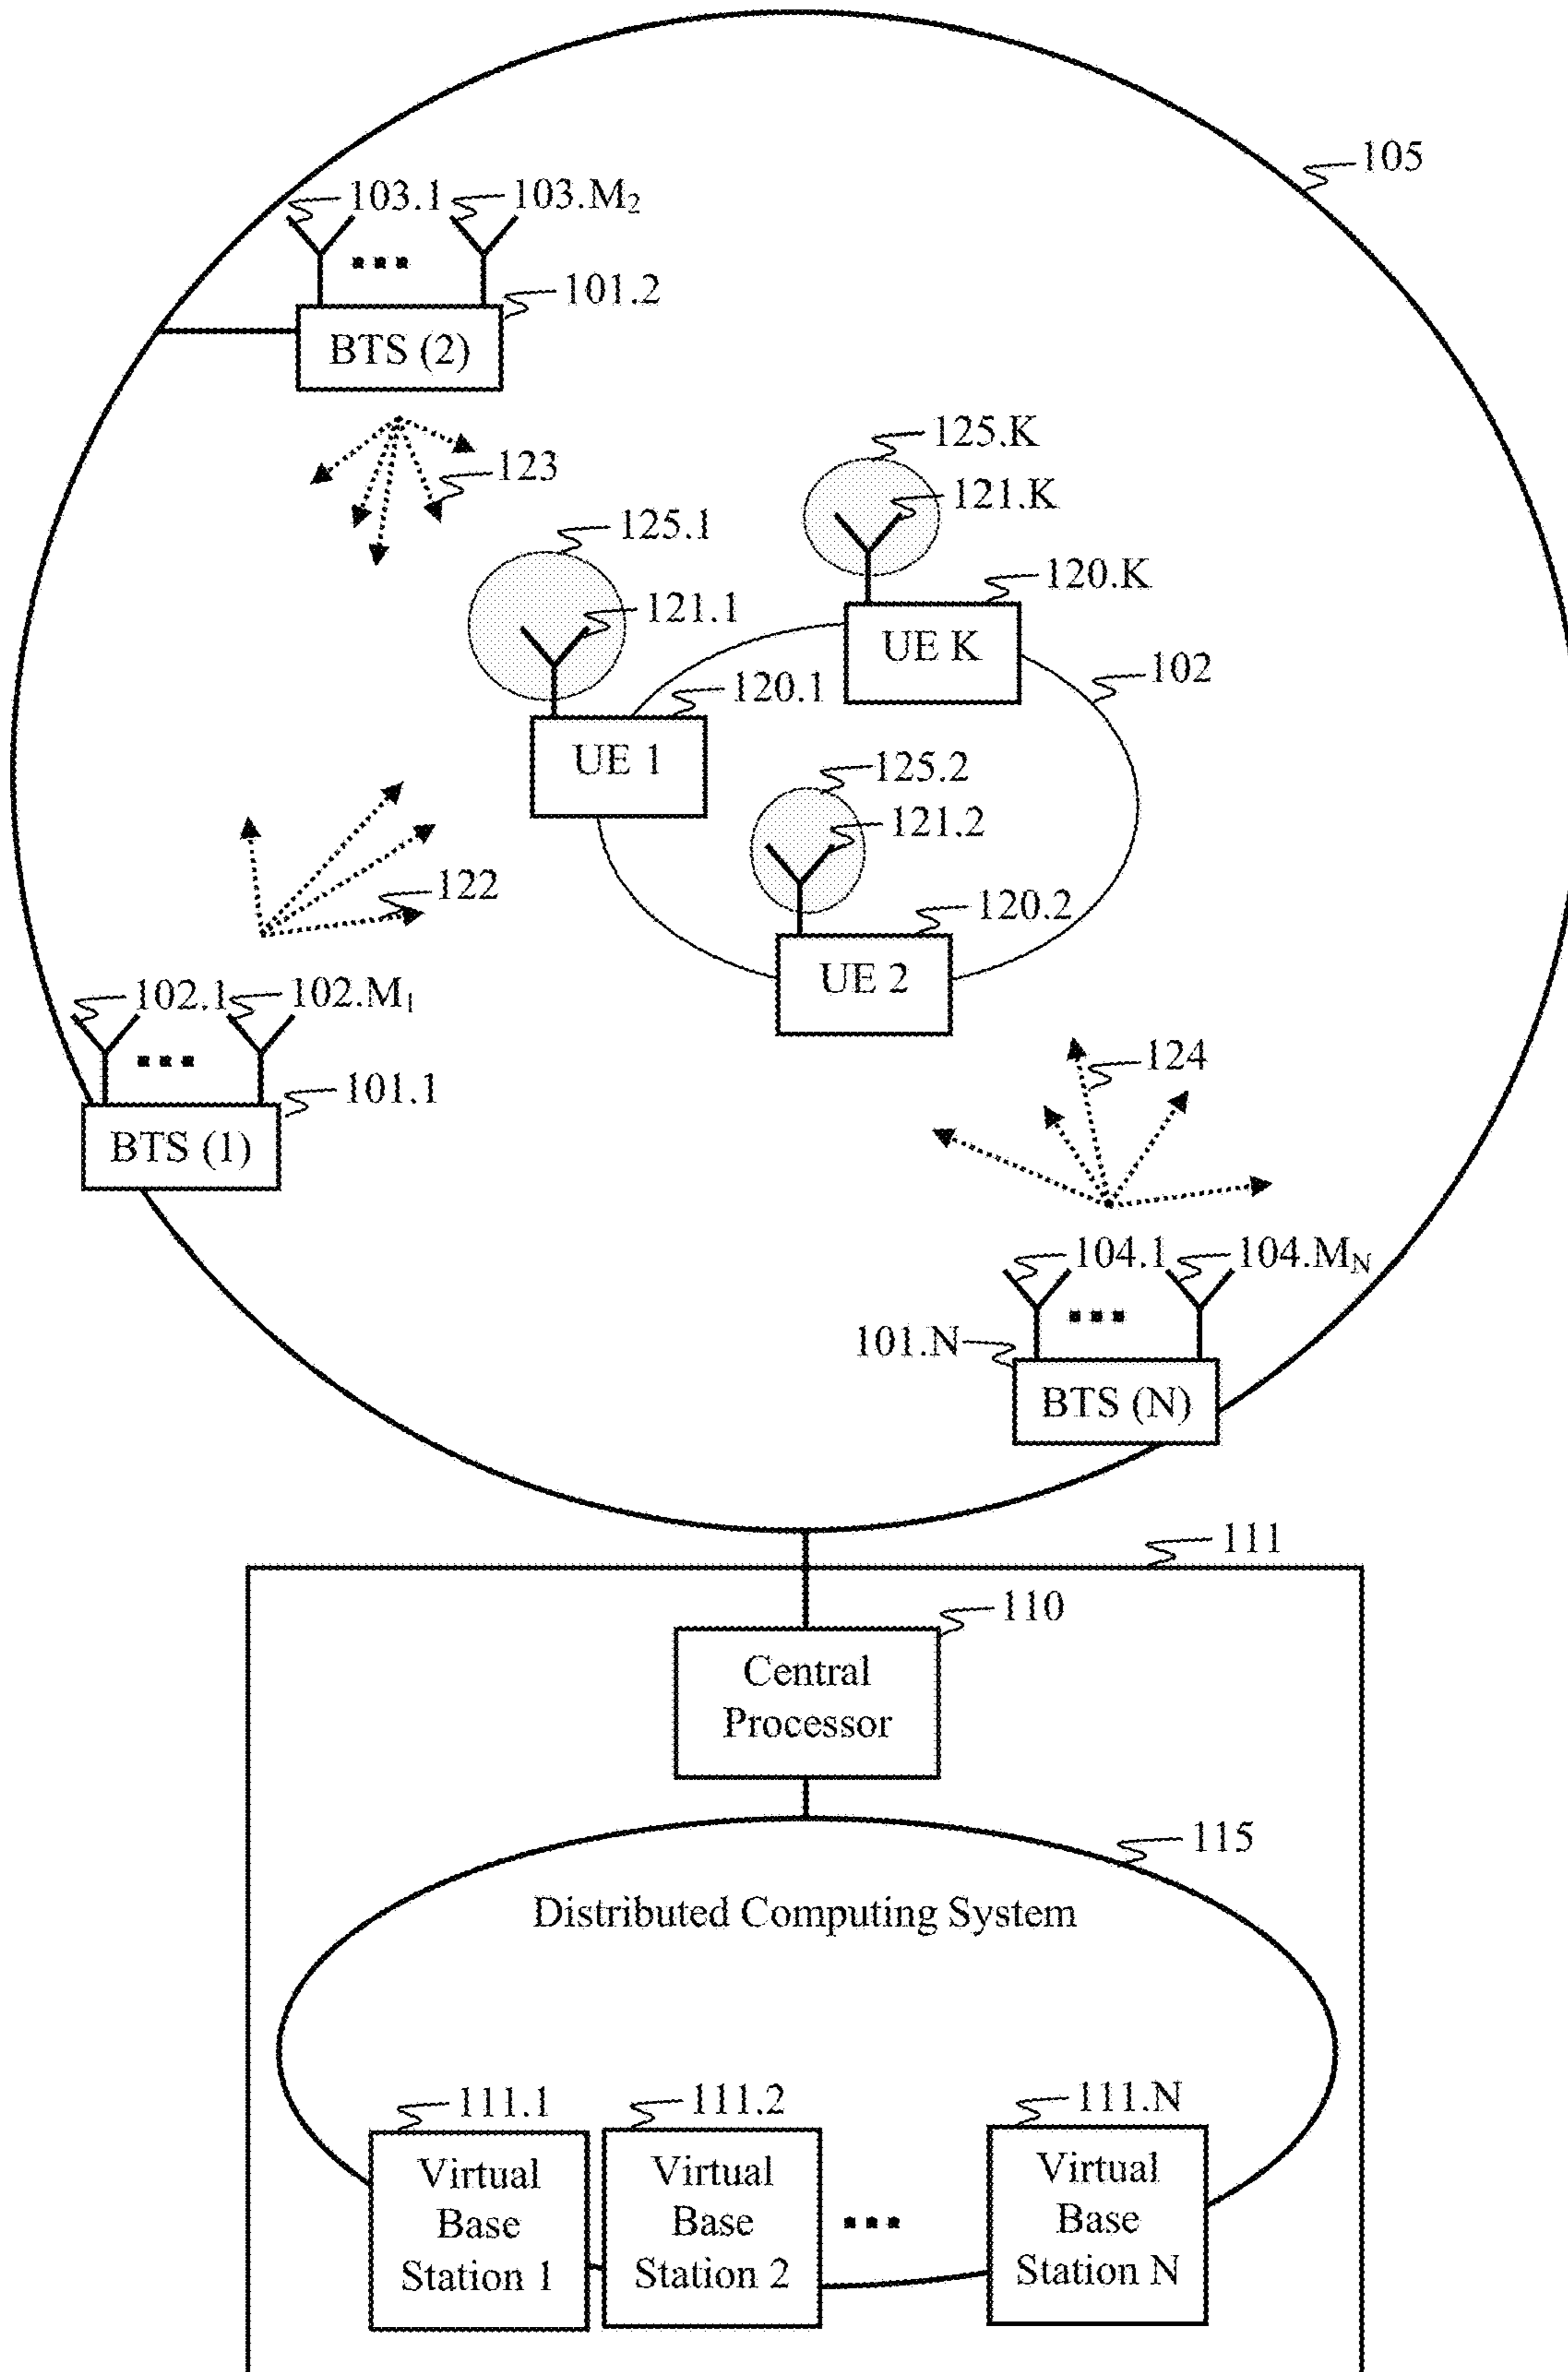 105
103.1
103.M₂
101.2
BTS (2)
123
125.K
121.K
125.1
120.K
121.1
UE K
102
120.1
UE 1
125.2
121.2
122
120.2
UE 2
102.1
102.M₁
124
101.1
BTS (1)
104.1
104.M_N
101.N
BTS (N)
111
110
Central
Processor
115
Distributed Computing System
111.1
111.2
111.N
Virtual
Base
Station 1
Virtual
Base
Station 2
Virtual
Base
Station N